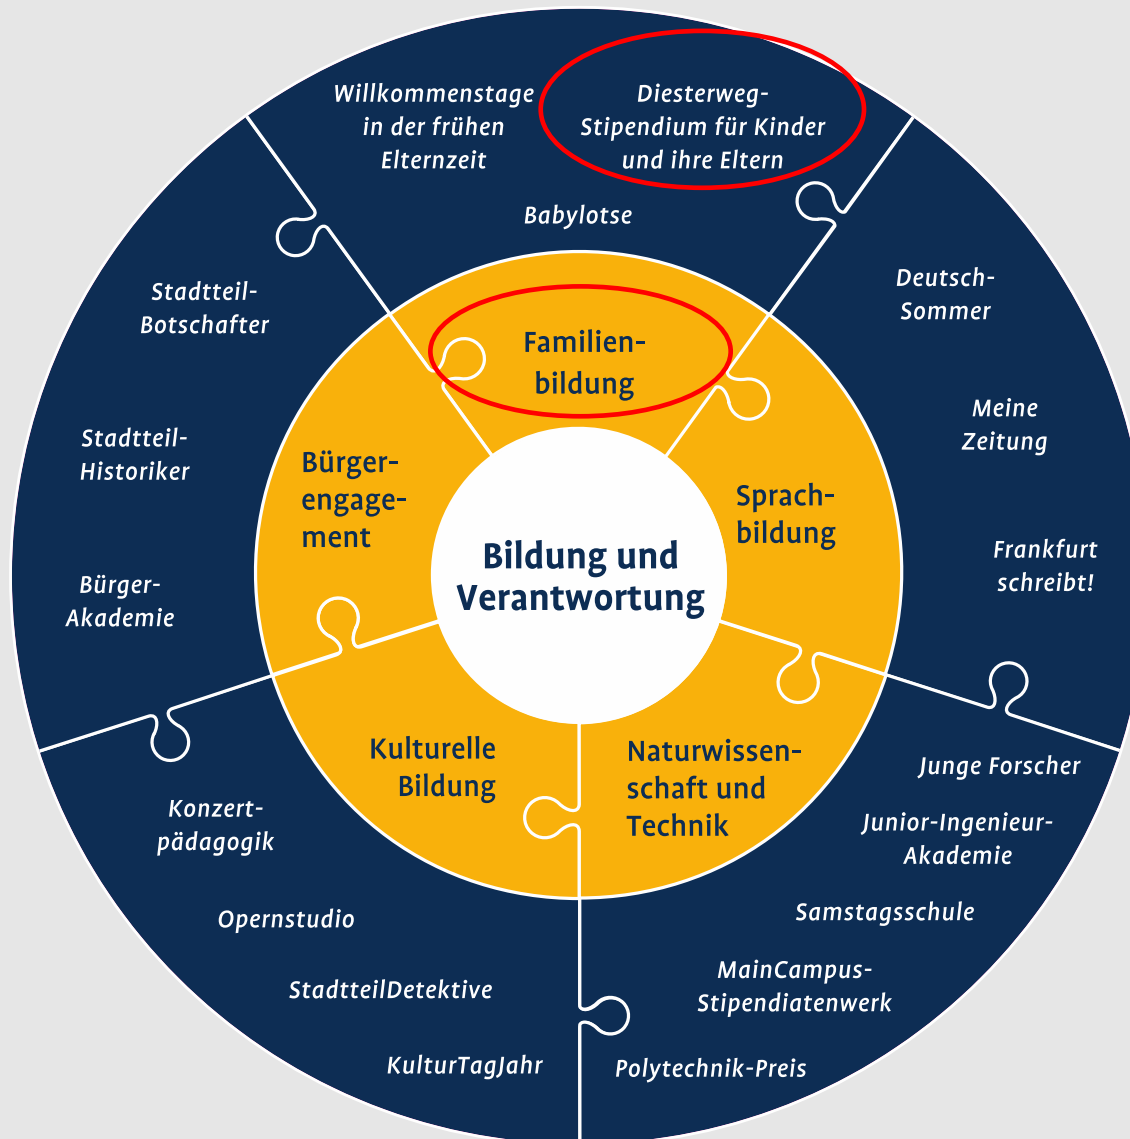 Willkommenstage
in der frühen
Elternzeit
Diesterweg-
Stipendium für Kinder
und ihre Eltern
Babylotse
Familien-
bildung
Deutsch-
Sommer
Meine
Zeitung
Frankfurt
schreibt!
Sprach-
bildung
Stadtteil-
Botschafter
Stadtteil-
Historiker
Bürger-
Akademie
Bürger-
engage-
ment
Bildung und
Verantwortung
Kulturelle
Bildung
Naturwissen-
schaft und
Technik
Konzert-
pädagogik
Opernstudio
StadtteilDetektive
KulturTagJahr
Junge Forscher
Junior-Ingenieur-
Akademie
Samstagsschule
MainCampus-
Stipendiatenwerk
Polytechnik-Preis